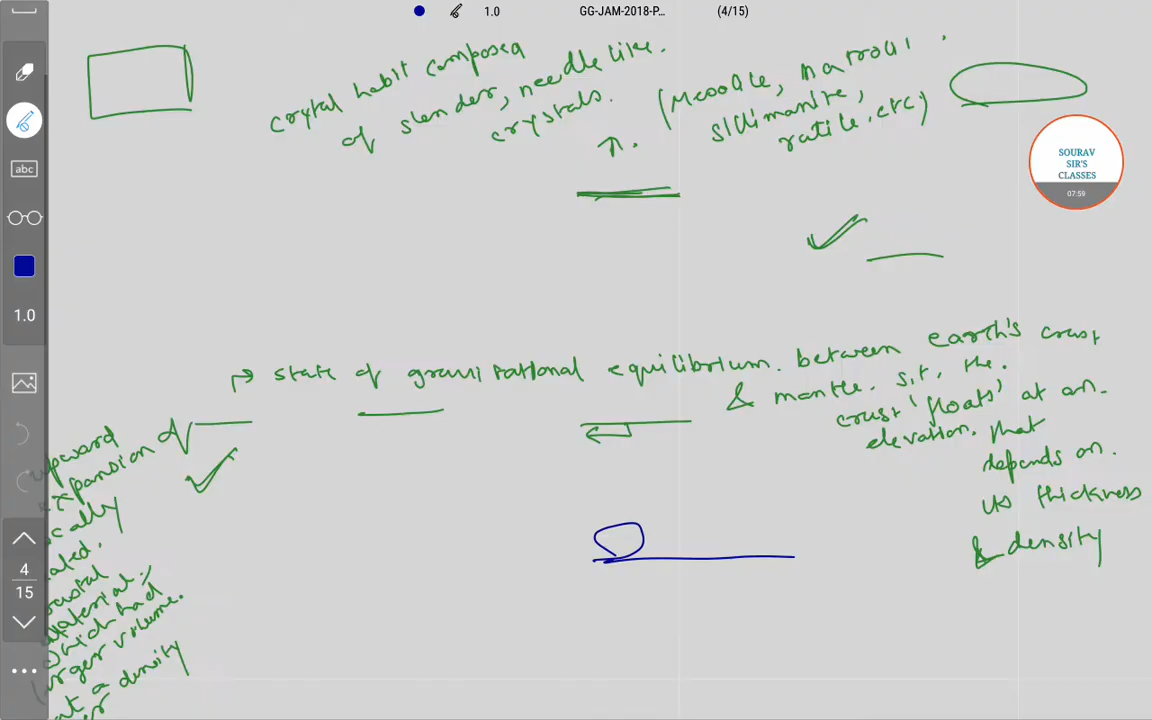 1.0
GG-JAM-2018-P...
(4/15)
abc
1.0
4
15
SOURAV
SIR'S
CLASSES
07:59
crystal habit composed
of slender, needle like.
crystals.
(Mesolite,
sillimanite,
rutile, etc)
→ state of gravitational equilibrium. between earth's crust
& mantle. s.t. the.
crust 'floats' at an.
elevation. that
depends on.
its thickness
& density
upward
expansion of
ated.
crustal
Material
which had
larger volume.
at a density